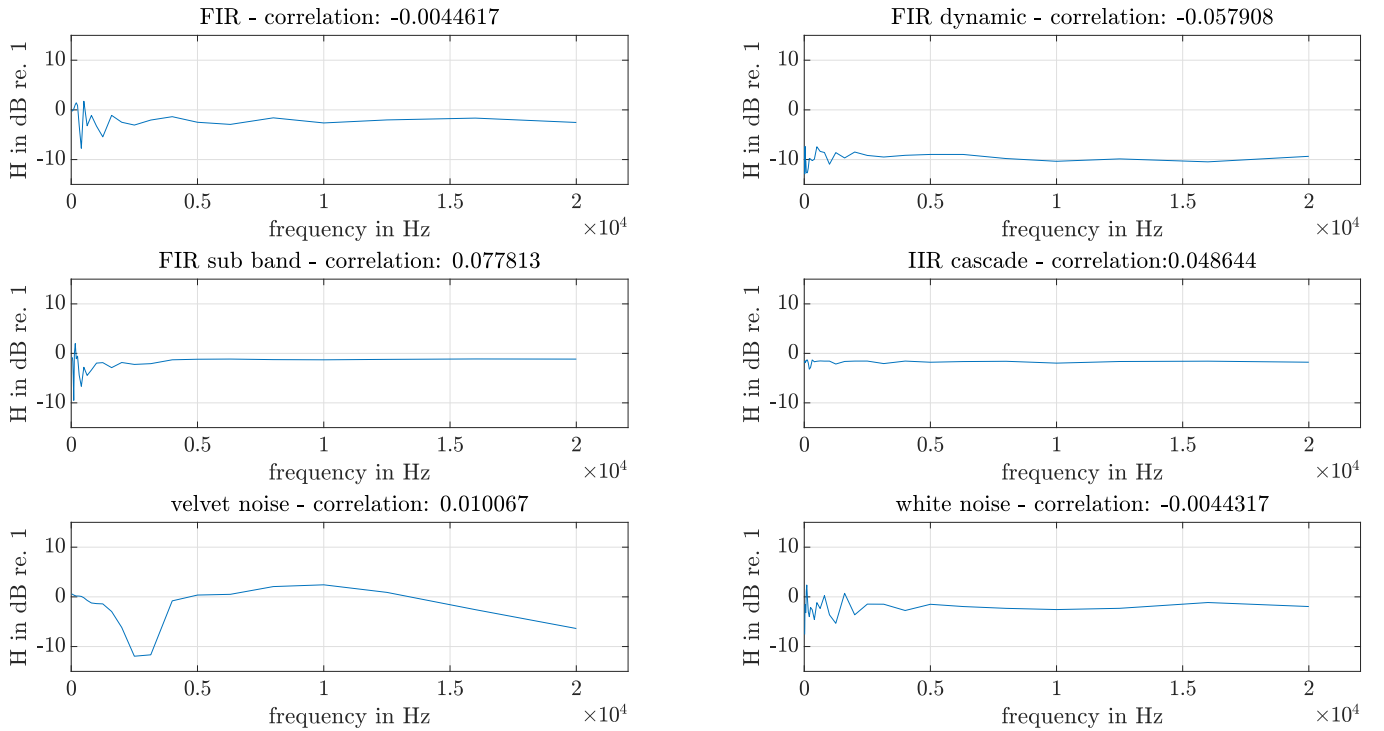 FIR - correlation: -0.0044617
H in dB re. 1
10
0
-10
0 0.5 1 1.5 2
×10^4
frequency in Hz
FIR dynamic - correlation: -0.057908
H in dB re. 1
10
0
-10
0 0.5 1 1.5 2
×10^4
frequency in Hz
FIR sub band - correlation: 0.077813
H in dB re. 1
10
0
-10
0 0.5 1 1.5 2
×10^4
frequency in Hz
IIR cascade - correlation:0.048644
H in dB re. 1
10
0
-10
0 0.5 1 1.5 2
×10^4
frequency in Hz
velvet noise - correlation: 0.010067
H in dB re. 1
10
0
-10
0 0.5 1 1.5 2
×10^4
frequency in Hz
white noise - correlation: -0.0044317
H in dB re. 1
10
0
-10
0 0.5 1 1.5 2
×10^4
frequency in Hz